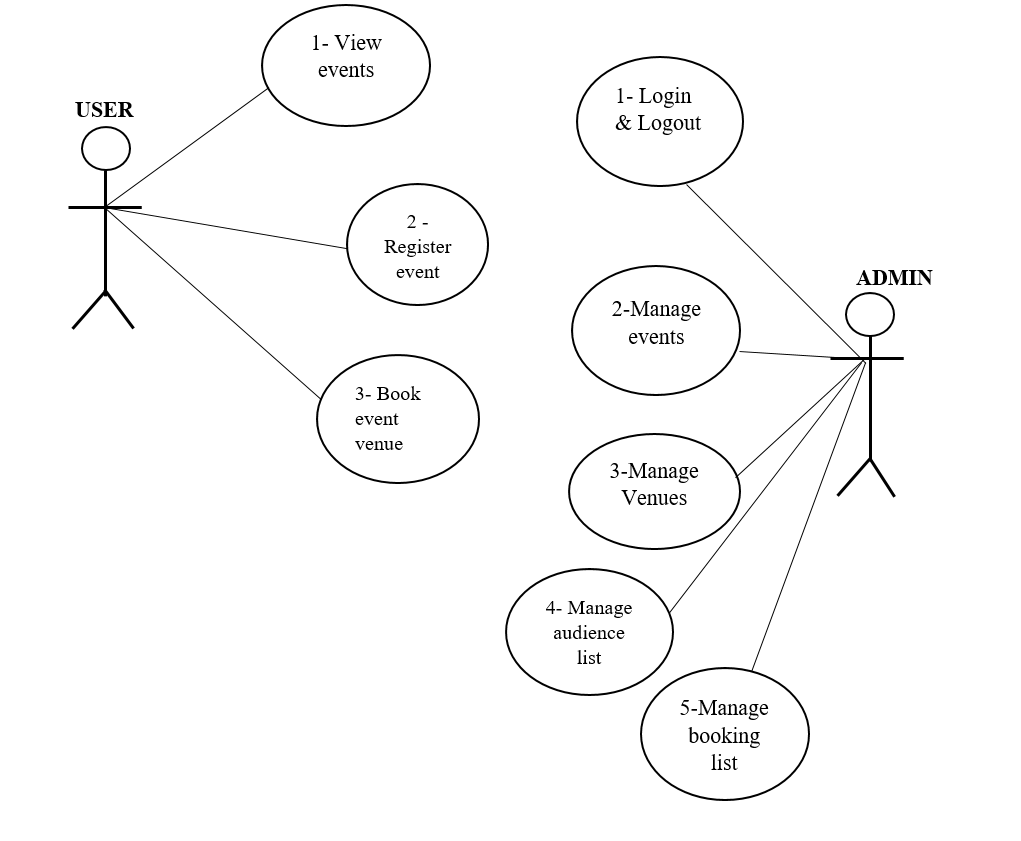 USER
1- View
events
2 -
Register
event
3- Book
event
venue
1- Login
& Logout
ADMIN
2-Manage
events
3-Manage
Venues
4- Manage
audience
list
5-Manage
booking
list